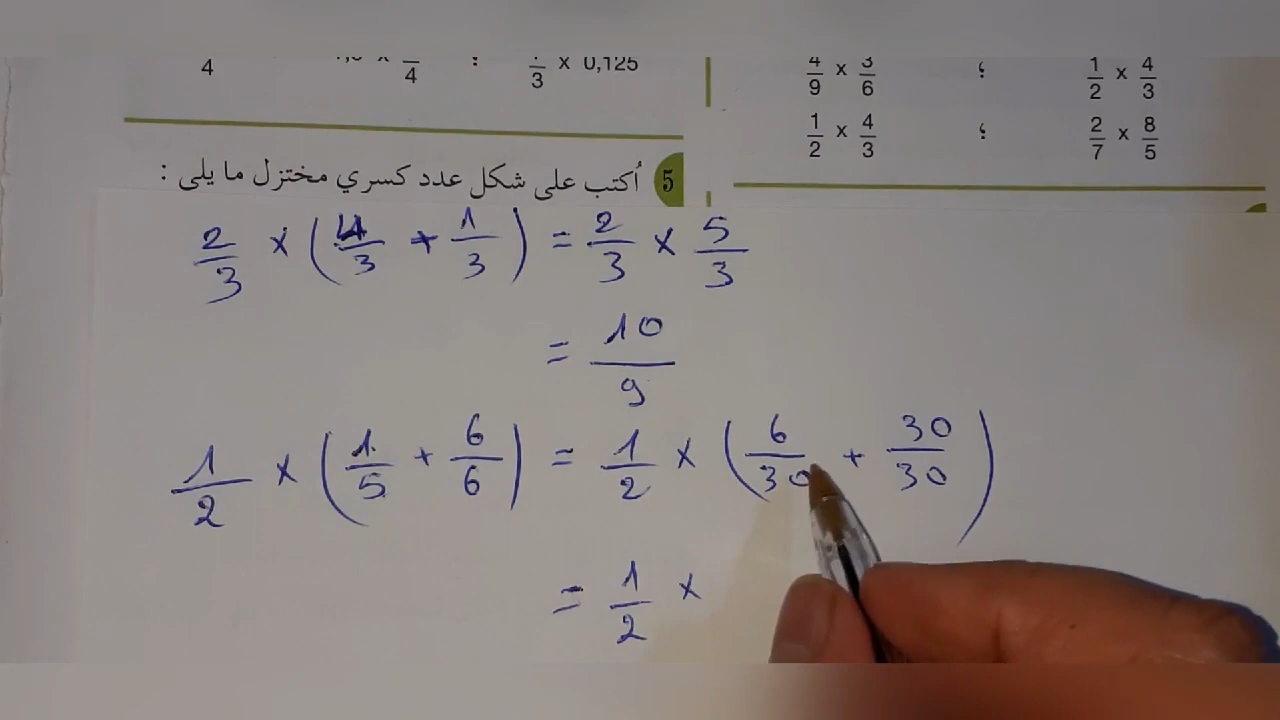 4/9 × 3/6 ؛ 1/2 × 4/3
1/2 × 4/3 ؛ 2/7 × 8/5
/3 × 0,125 ؛ /4 4
5 اُكتب على شكل عدد كسري مختزل ما يلي :
2/3 × (4/3 + 1/3) = 2/3 × 5/3
= 10/9
1/2 × (1/5 + 6/6) = 1/2 × (6/30 + 30/30)
= 1/2 ×